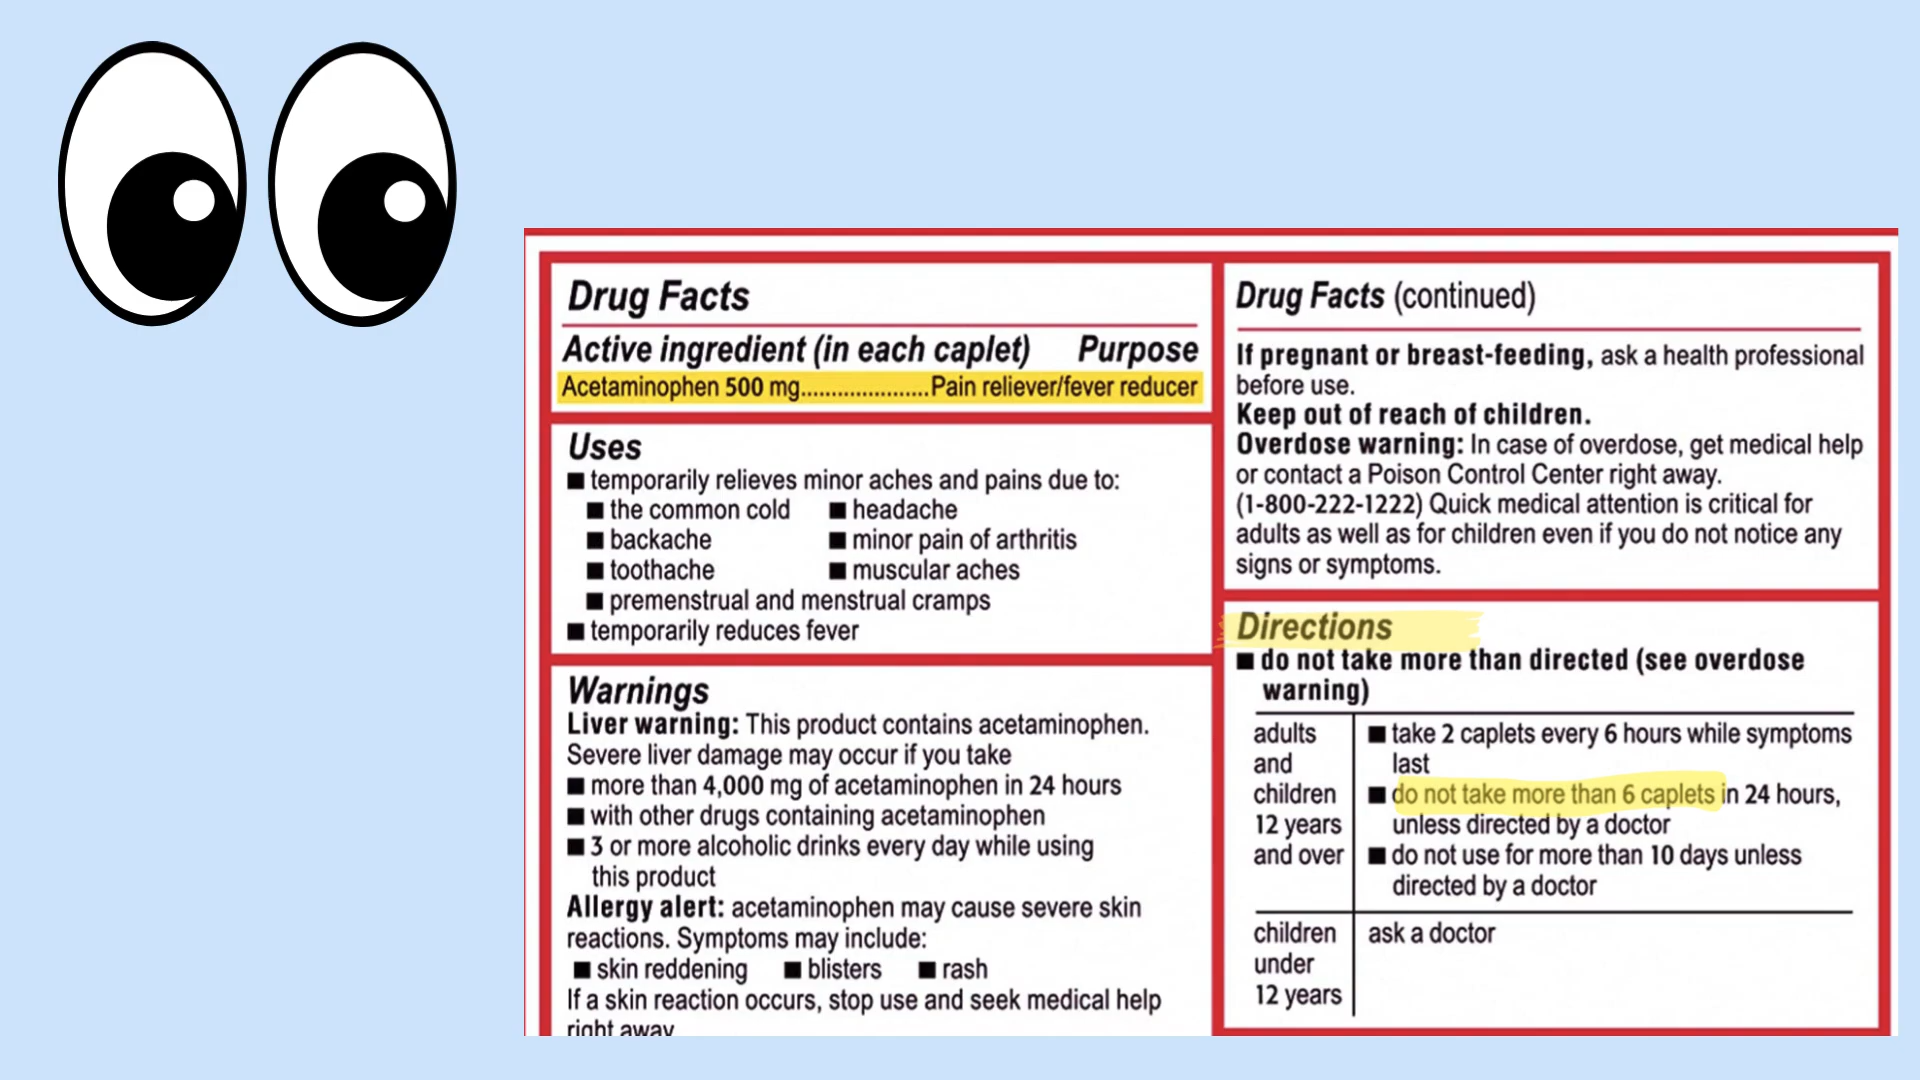 Drug Facts
Active ingredient (in each caplet) Purpose
Acetaminophen 500 mg.....................Pain reliever/fever reducer
Uses
■ temporarily relieves minor aches and pains due to:
■ the common cold ■ headache
■ backache ■ minor pain of arthritis
■ toothache ■ muscular aches
■ premenstrual and menstrual cramps
■ temporarily reduces fever
Warnings
Liver warning: This product contains acetaminophen.
Severe liver damage may occur if you take
■ more than 4,000 mg of acetaminophen in 24 hours
■ with other drugs containing acetaminophen
■ 3 or more alcoholic drinks every day while using
this product
Allergy alert: acetaminophen may cause severe skin
reactions. Symptoms may include:
■ skin reddening ■ blisters ■ rash
If a skin reaction occurs, stop use and seek medical help
right away
Drug Facts (continued)
If pregnant or breast-feeding, ask a health professional
before use.
Keep out of reach of children.
Overdose warning: In case of overdose, get medical help
or contact a Poison Control Center right away.
(1-800-222-1222) Quick medical attention is critical for
adults as well as for children even if you do not notice any
signs or symptoms.
Directions
■ do not take more than directed (see overdose
warning)
adults
and
children
12 years
and over
■ take 2 caplets every 6 hours while symptoms
last
■ do not take more than 6 caplets in 24 hours,
unless directed by a doctor
■ do not use for more than 10 days unless
directed by a doctor
children
under
12 years
ask a doctor